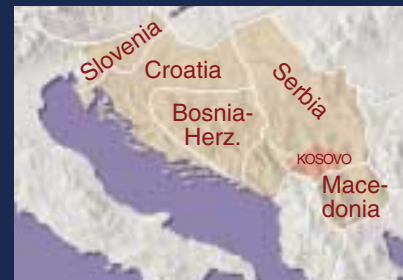 Slovenia
Croatia
Serbia
Bosnia-
Herz.
KOSOVO
Mace-
donia